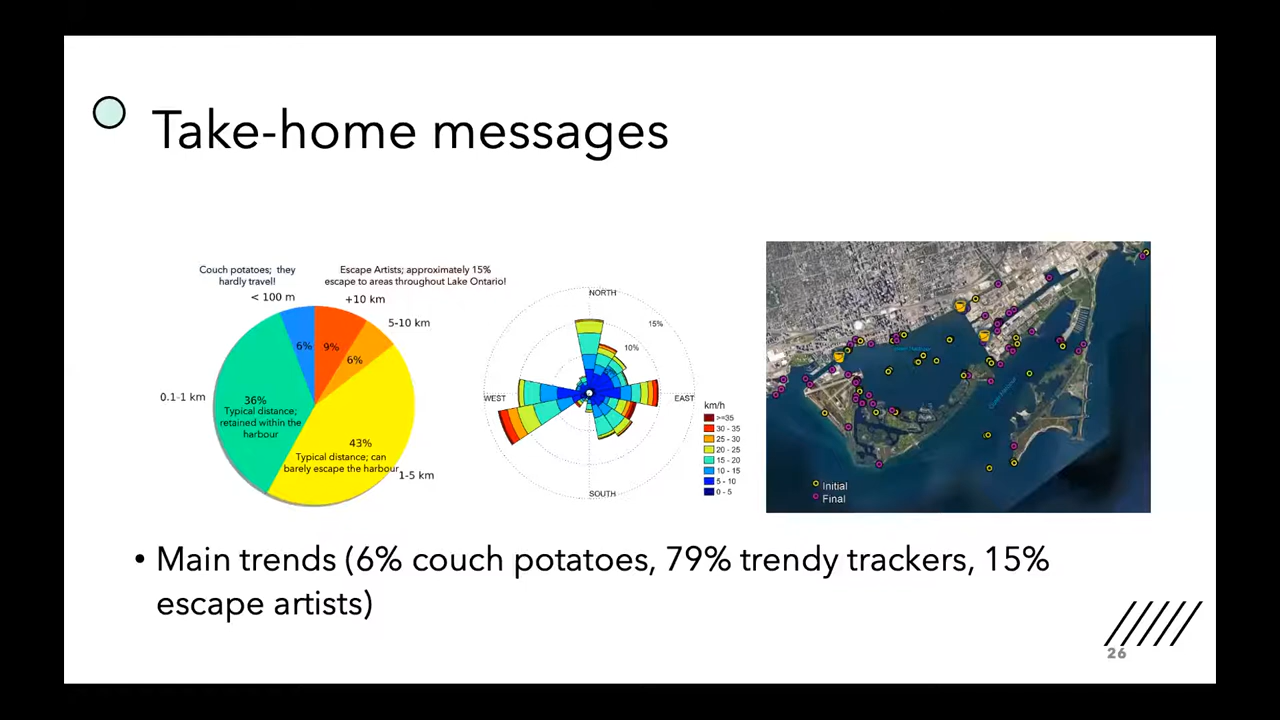 Take-home messages
Couch potatoes; they
hardly travel!
< 100 m
Escape Artists; approximately 15%
escape to areas throughout Lake Ontario!
+10 km
5-10 km
6%
9%
6%
0.1-1 km
36%
Typical distance;
retained within the
harbour
43%
Typical distance; can
barely escape the harbour
1-5 km
NORTH
15%
10%
WEST
EAST
SOUTH
km/h
>=35
30 - 35
25 - 30
20 - 25
15 - 20
10 - 15
5 - 10
0 - 5
Initial
Final
• Main trends (6% couch potatoes, 79% trendy trackers, 15%
escape artists)
26